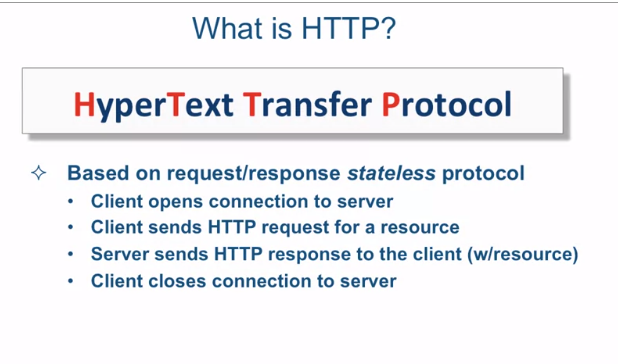 What is HTTP?
HyperText Transfer Protocol
Based on request/response stateless protocol
• Client opens connection to server
• Client sends HTTP request for a resource
• Server sends HTTP response to the client (w/resource)
• Client closes connection to server